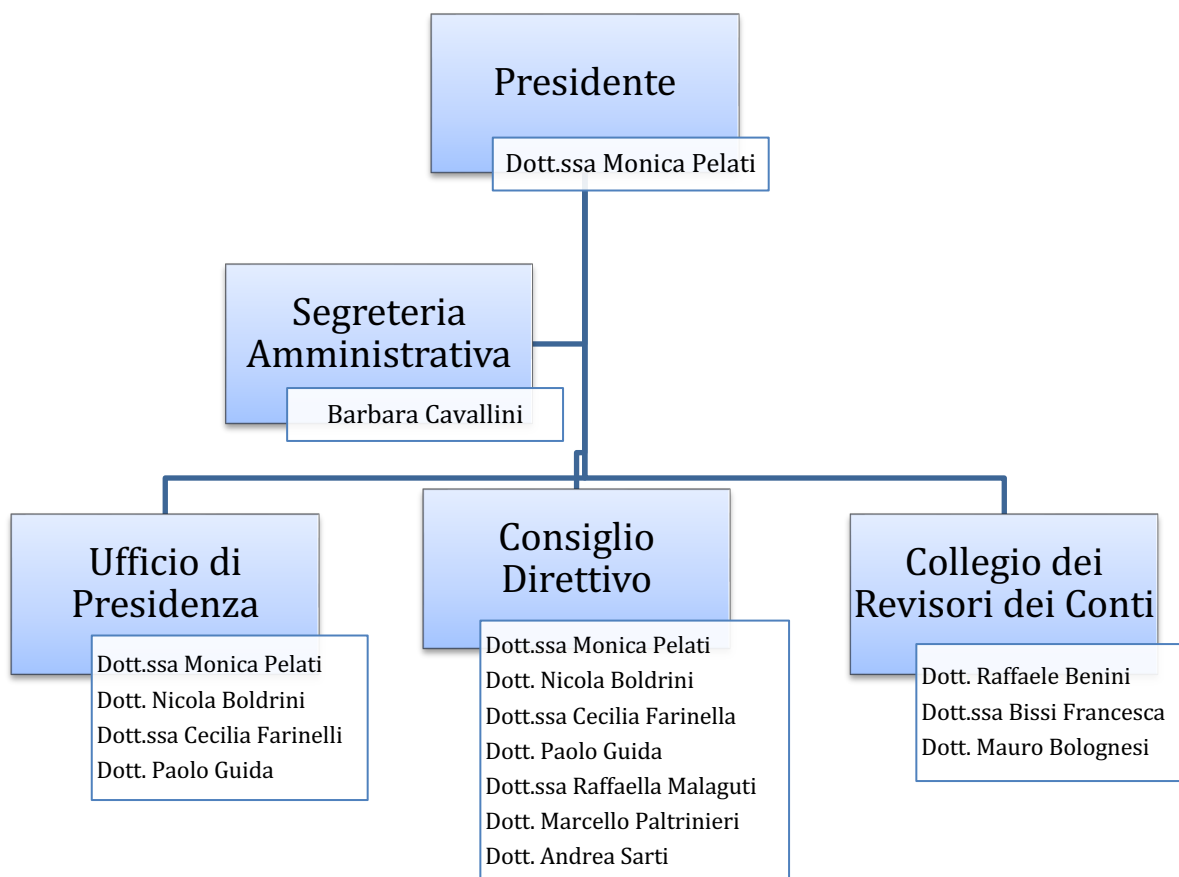 Presidente
Dott.ssa Monica Pelati
Segreteria
Amministrativa
Barbara Cavallini
Ufficio di
Presidenza
Dott.ssa Monica Pelati
Dott. Nicola Boldrini
Dott.ssa Cecilia Farinelli
Dott. Paolo Guida
Consiglio
Direttivo
Dott.ssa Monica Pelati
Dott. Nicola Boldrini
Dott.ssa Cecilia Farinella
Dott. Paolo Guida
Dott.ssa Raffaella Malaguti
Dott. Marcello Paltrinieri
Dott. Andrea Sarti
Collegio dei
Revisori dei Conti
Dott. Raffaele Benini
Dott.ssa Bissi Francesca
Dott. Mauro Bolognesi